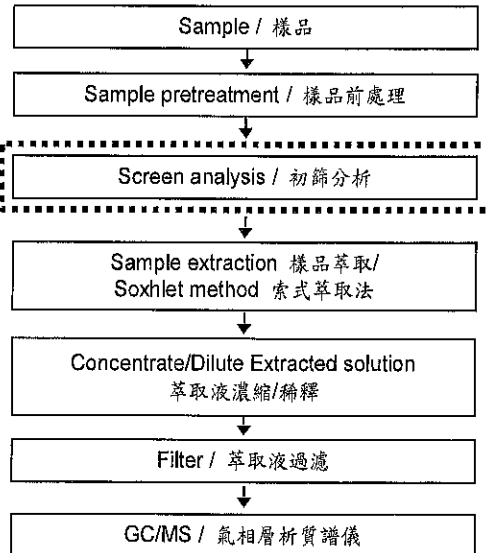 Sample / 樣品
Sample pretreatment / 樣品前處理
Screen analysis / 初篩分析
Sample extraction 樣品萃取/
Soxhlet method 索式萃取法
Concentrate/Dilute Extracted solution
萃取液濃縮/稀釋
Filter / 萃取液過濾
GC/MS / 氣相層析質譜儀